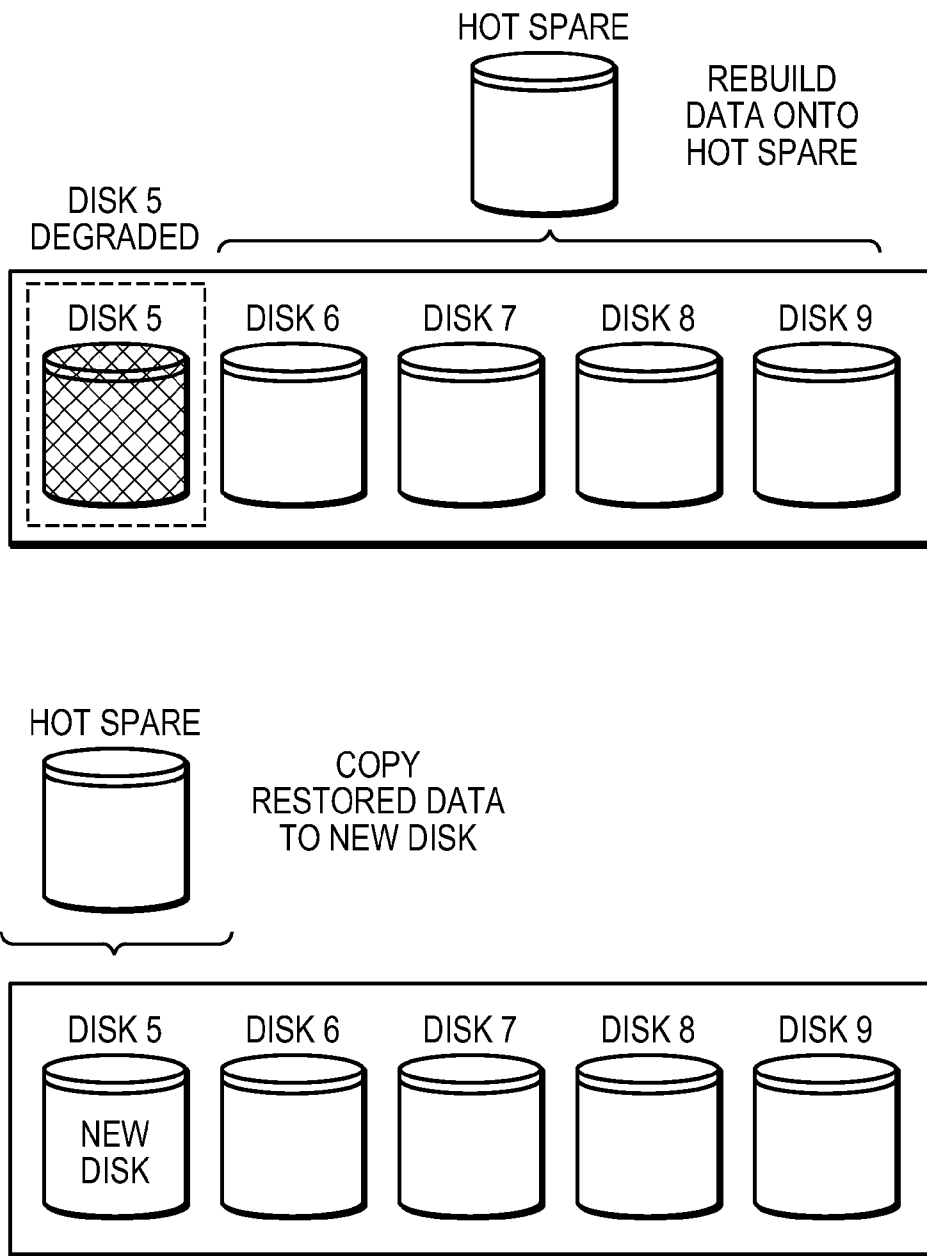 HOT SPARE
REBUILD
DATA ONTO
HOT SPARE
DISK 5
DEGRADED
DISK 5
DISK 6
DISK 7
DISK 8
DISK 9
HOT SPARE
COPY
RESTORED DATA
TO NEW DISK
DISK 5
DISK 6
DISK 7
DISK 8
DISK 9
NEW
DISK